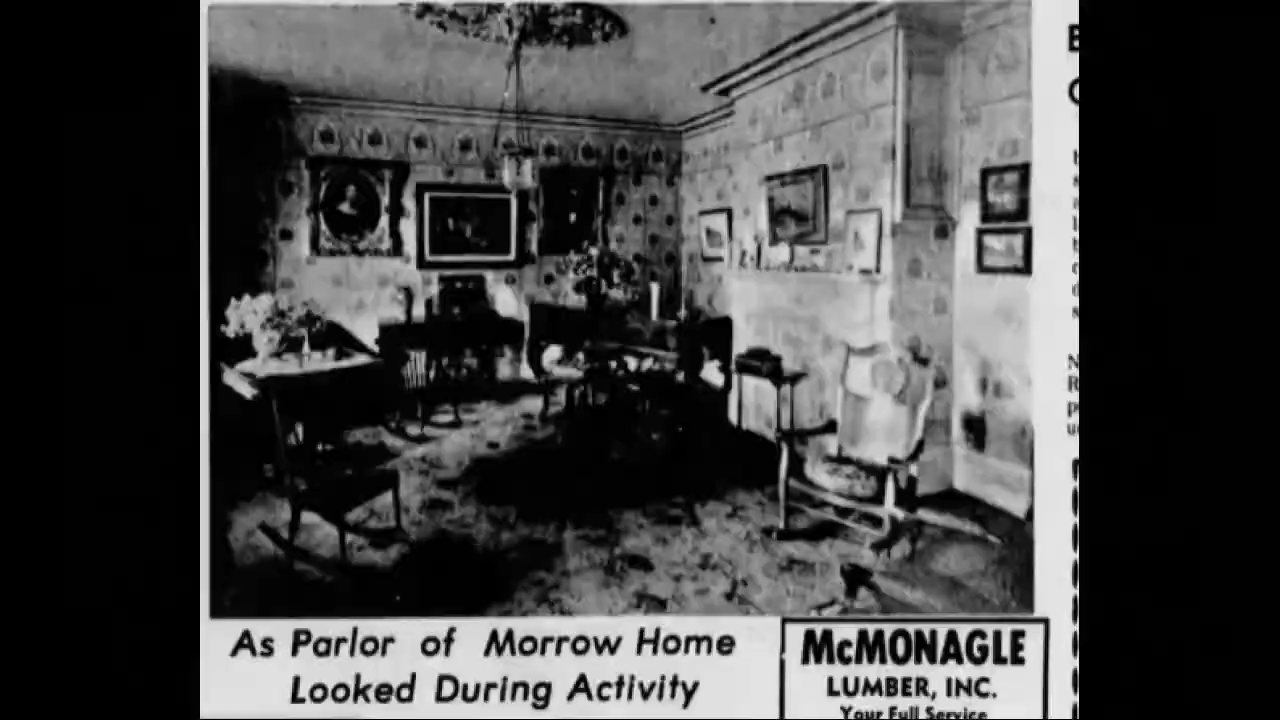 As Parlor of Morrow Home
Looked During Activity
McMONAGLE
LUMBER, INC.
Your Full Service